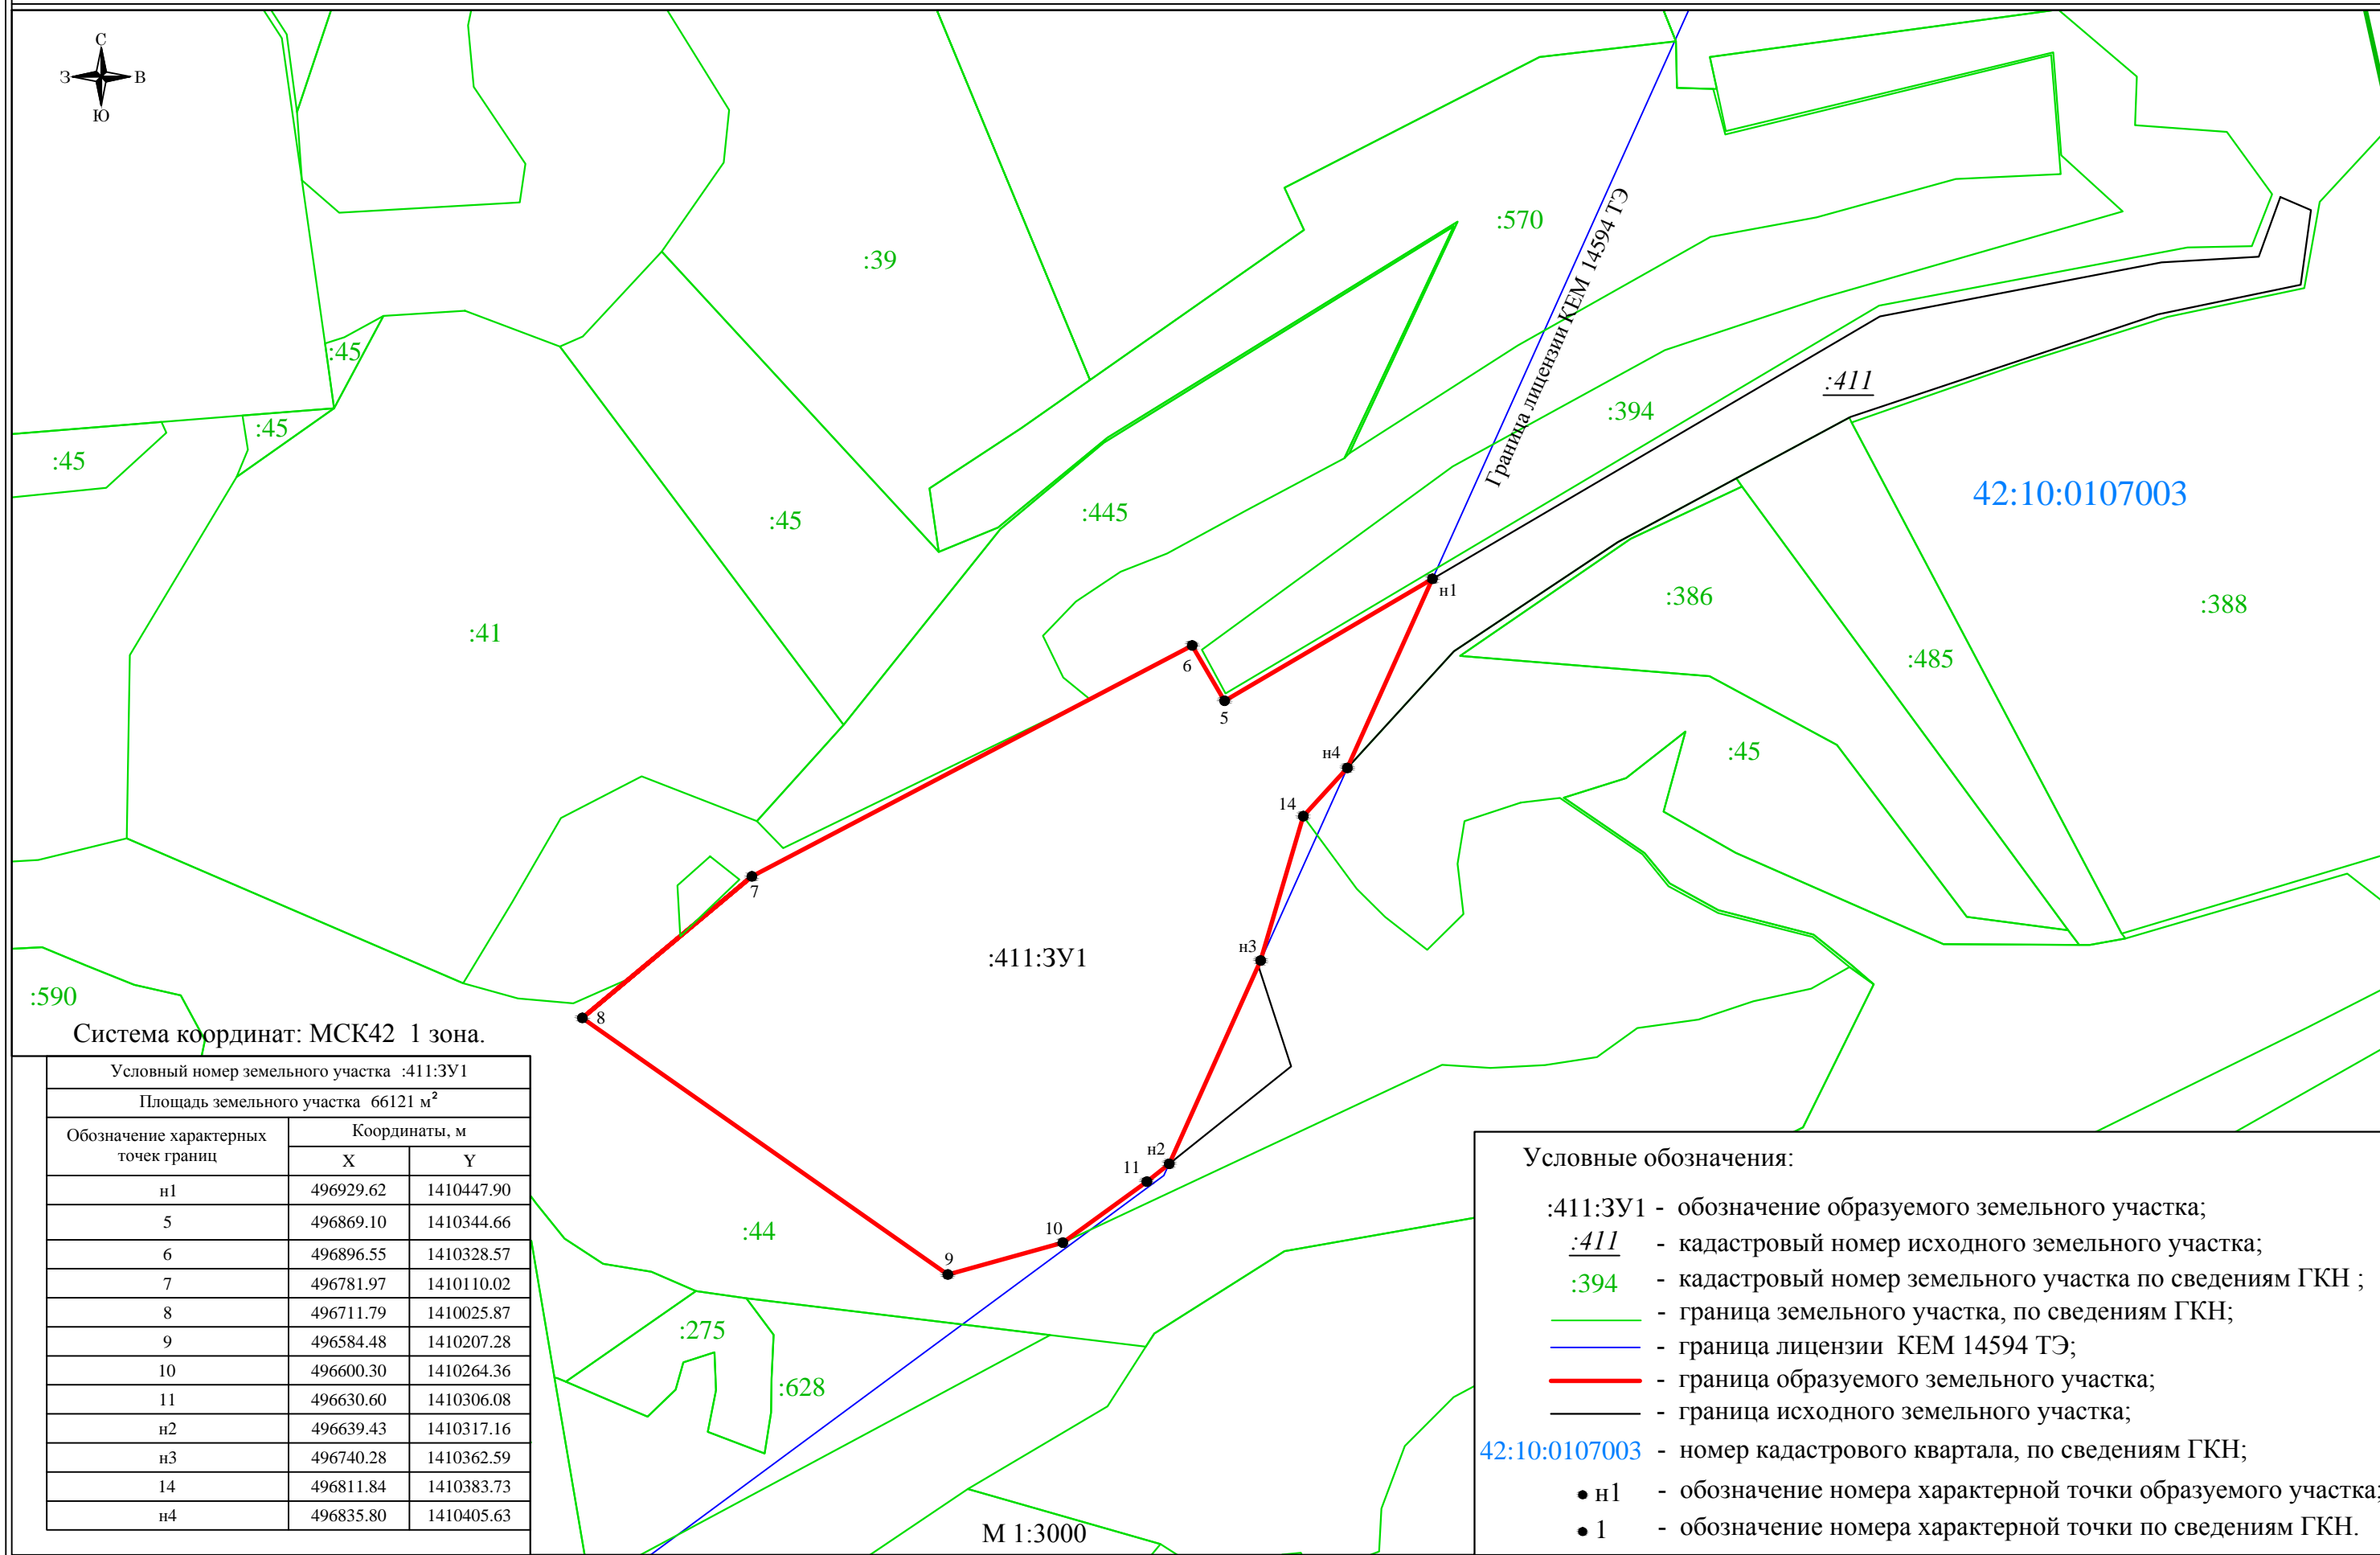 С
З В
Ю
:570
:39
Граница лицензии КЕМ 14594 ТЭ
:45
:411
:394
:45
:45
42:10:0107003
:45
:445
н1
:386
:388
:41
:485
6
5
н4
:45
14
7
н3
:411:ЗУ1
:590
8
Система координат: МСК42 1 зона.
Условный номер земельного участка :411:ЗУ1
Площадь земельного участка 66121 м²
Обозначение характерных точек границ Координаты, м
X Y
н1 496929.62 1410447.90
5 496869.10 1410344.66
6 496896.55 1410328.57
7 496781.97 1410110.02
8 496711.79 1410025.87
9 496584.48 1410207.28
10 496600.30 1410264.36
11 496630.60 1410306.08
н2 496639.43 1410317.16
н3 496740.28 1410362.59
14 496811.84 1410383.73
н4 496835.80 1410405.63
н2
11
10
:44
9
:275
:628
М 1:3000
Условные обозначения:
:411:ЗУ1 - обозначение образуемого земельного участка;
:411 - кадастровый номер исходного земельного участка;
:394 - кадастровый номер земельного участка по сведениям ГКН ;
- граница земельного участка, по сведениям ГКН;
- граница лицензии КЕМ 14594 ТЭ;
- граница образуемого земельного участка;
- граница исходного земельного участка;
42:10:0107003 - номер кадастрового квартала, по сведениям ГКН;
н1 - обозначение номера характерной точки образуемого участка;
1 - обозначение номера характерной точки по сведениям ГКН.